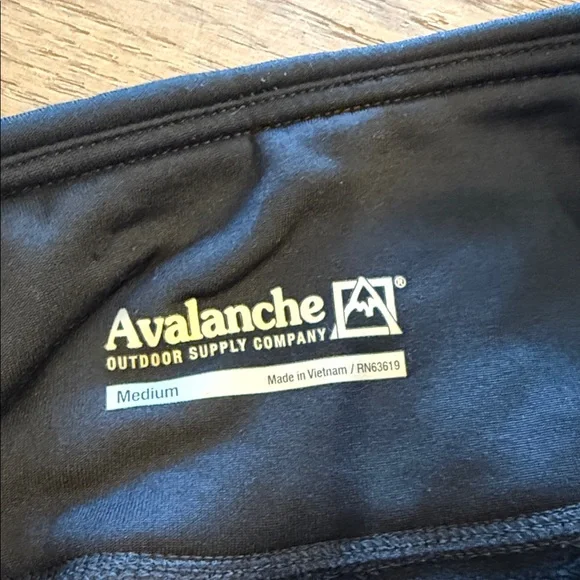 Avalanche ®
OUTDOOR SUPPLY COMPANY
Medium Made in Vietnam / RN63619